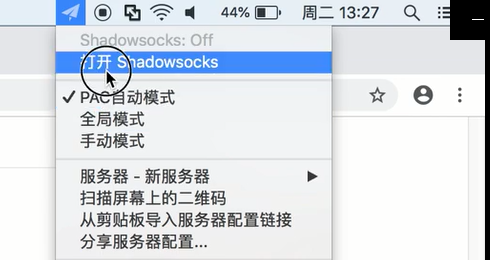 44% 周二 13:27
Shadowsocks: Off
打开 Shadowsocks
PAC自动模式
全局模式
手动模式
服务器 - 新服务器
扫描屏幕上的二维码
从剪贴板导入服务器配置链接
分享服务器配置...